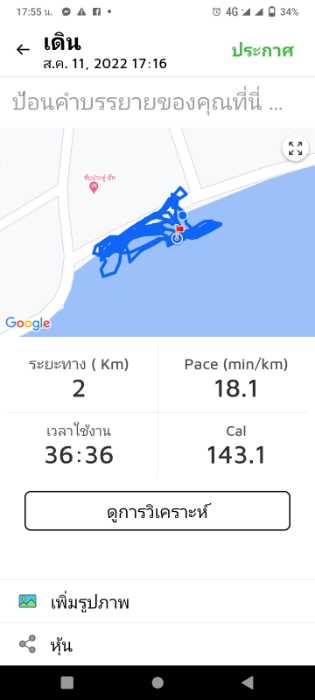 17:55 น.
4G
34%
เดิน
ประกาศ
ส.ค. 11, 2022 17:16
ป้อนคำบรรยายของคุณที่นี่ ...
Google
ระยะทาง ( Km)
Pace (min/km)
2
18.1
เวลาใช้งาน
Cal
36:36
143.1
ดูการวิเคราะห์
เพิ่มรูปภาพ
หุ้น